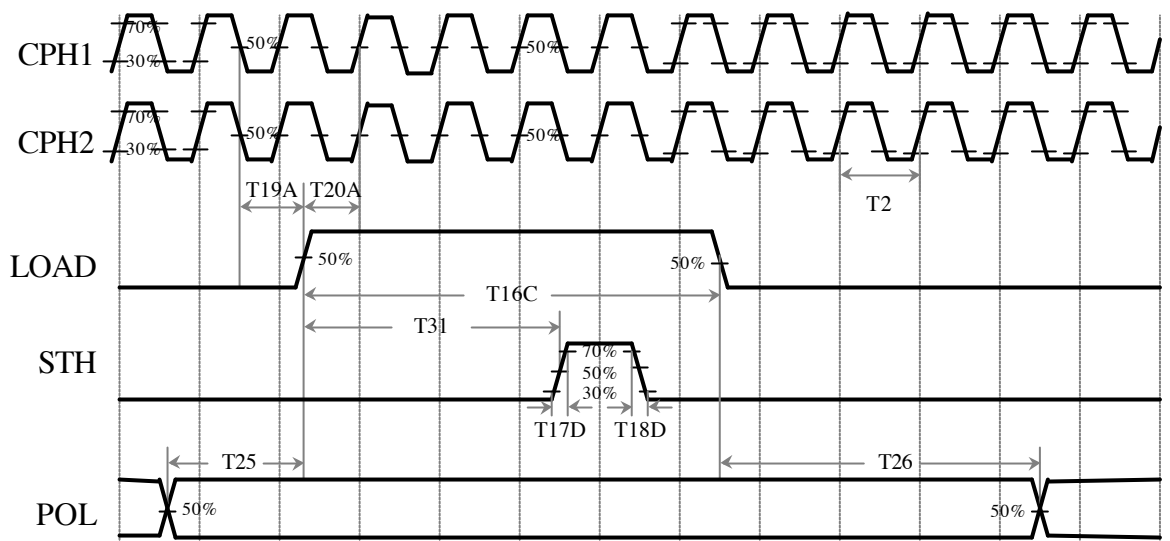 70%
CPH1
50%
50%
30%
70%
CPH2
50%
50%
30%
T19A
T20A
T2
LOAD
50%
50%
T16C
T31
STH
70%
50%
30%
T17D
T18D
T25
T26
POL
50%
50%